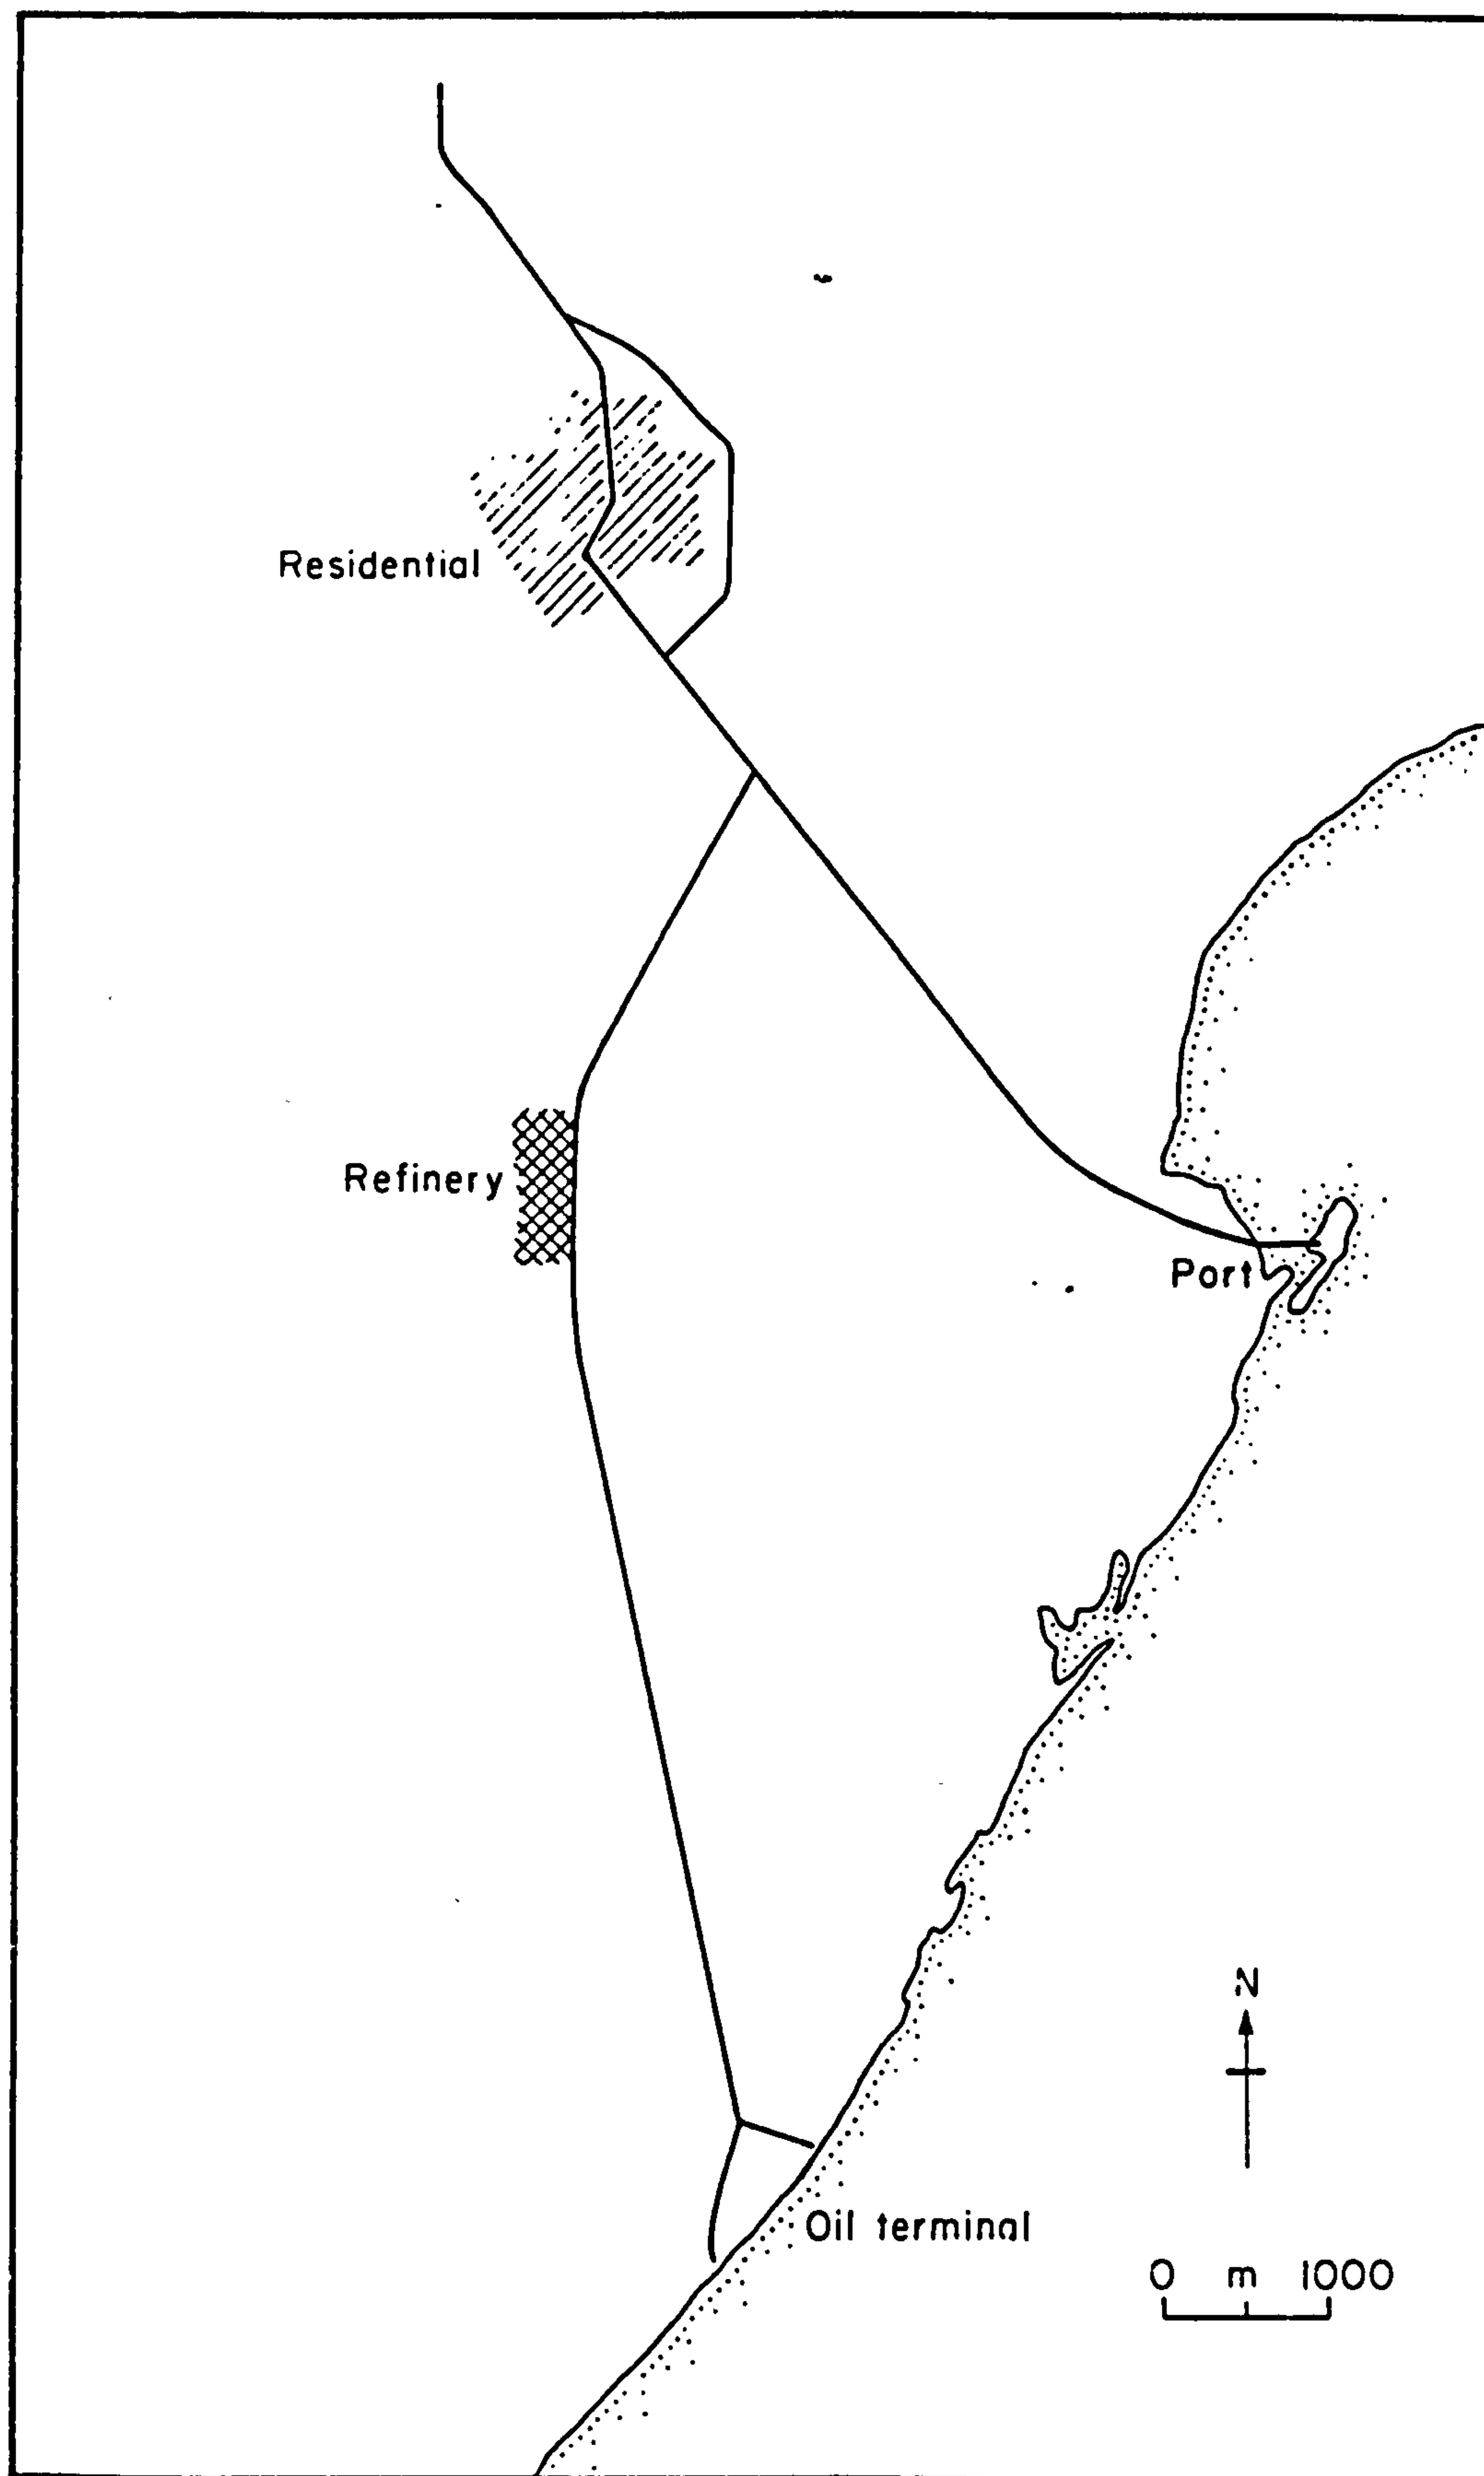 Residential
Refinery
Port
N
Oil terminal
0 m 1000